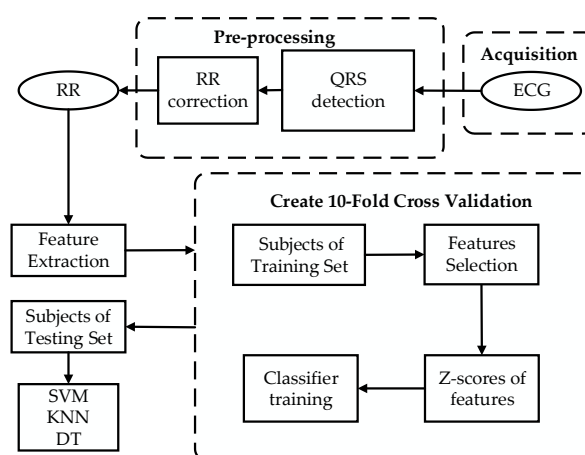 Pre-processing
Acquisition
RR
RR
correction
QRS
detection
ECG
Create 10-Fold Cross Validation
Feature
Extraction
Subjects of
Training Set
Features
Selection
Subjects of
Testing Set
Classifier
training
Z-scores of
features
SVM
KNN
DT